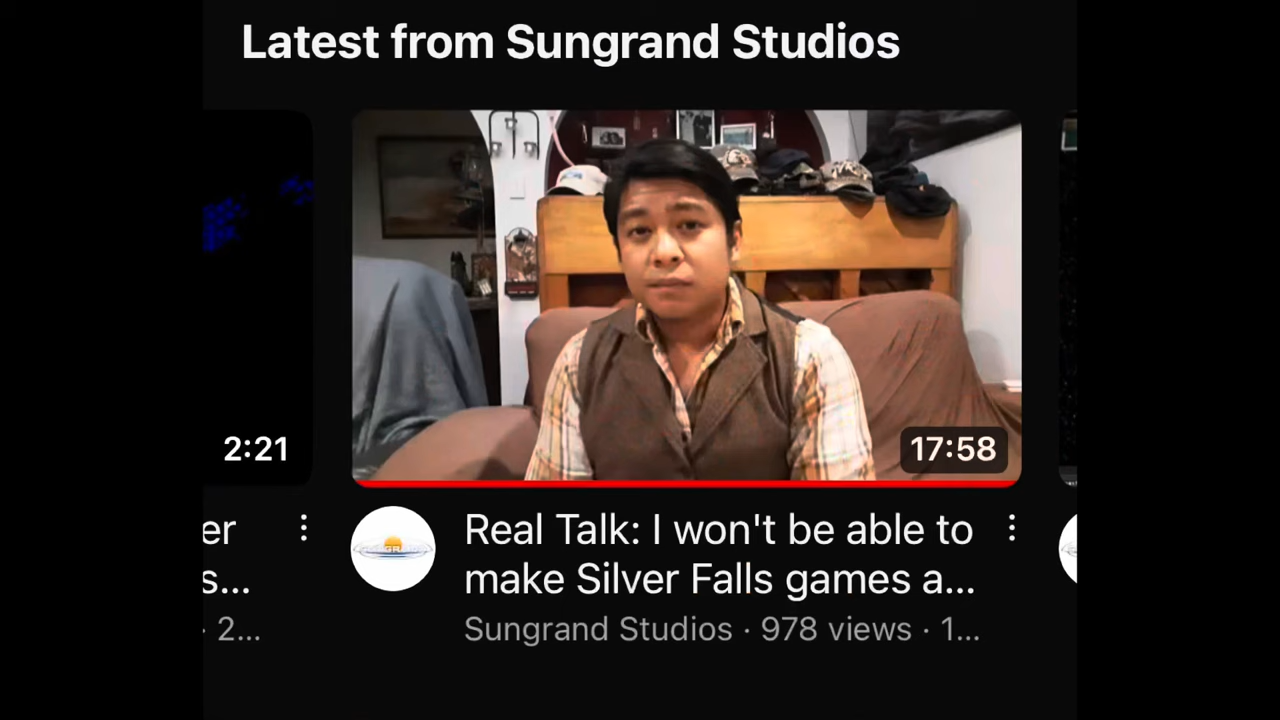 Latest from Sungrand Studios
2:21
17:58
er
s...
· 2...
Real Talk: I won't be able to
make Silver Falls games a...
Sungrand Studios · 978 views · 1...